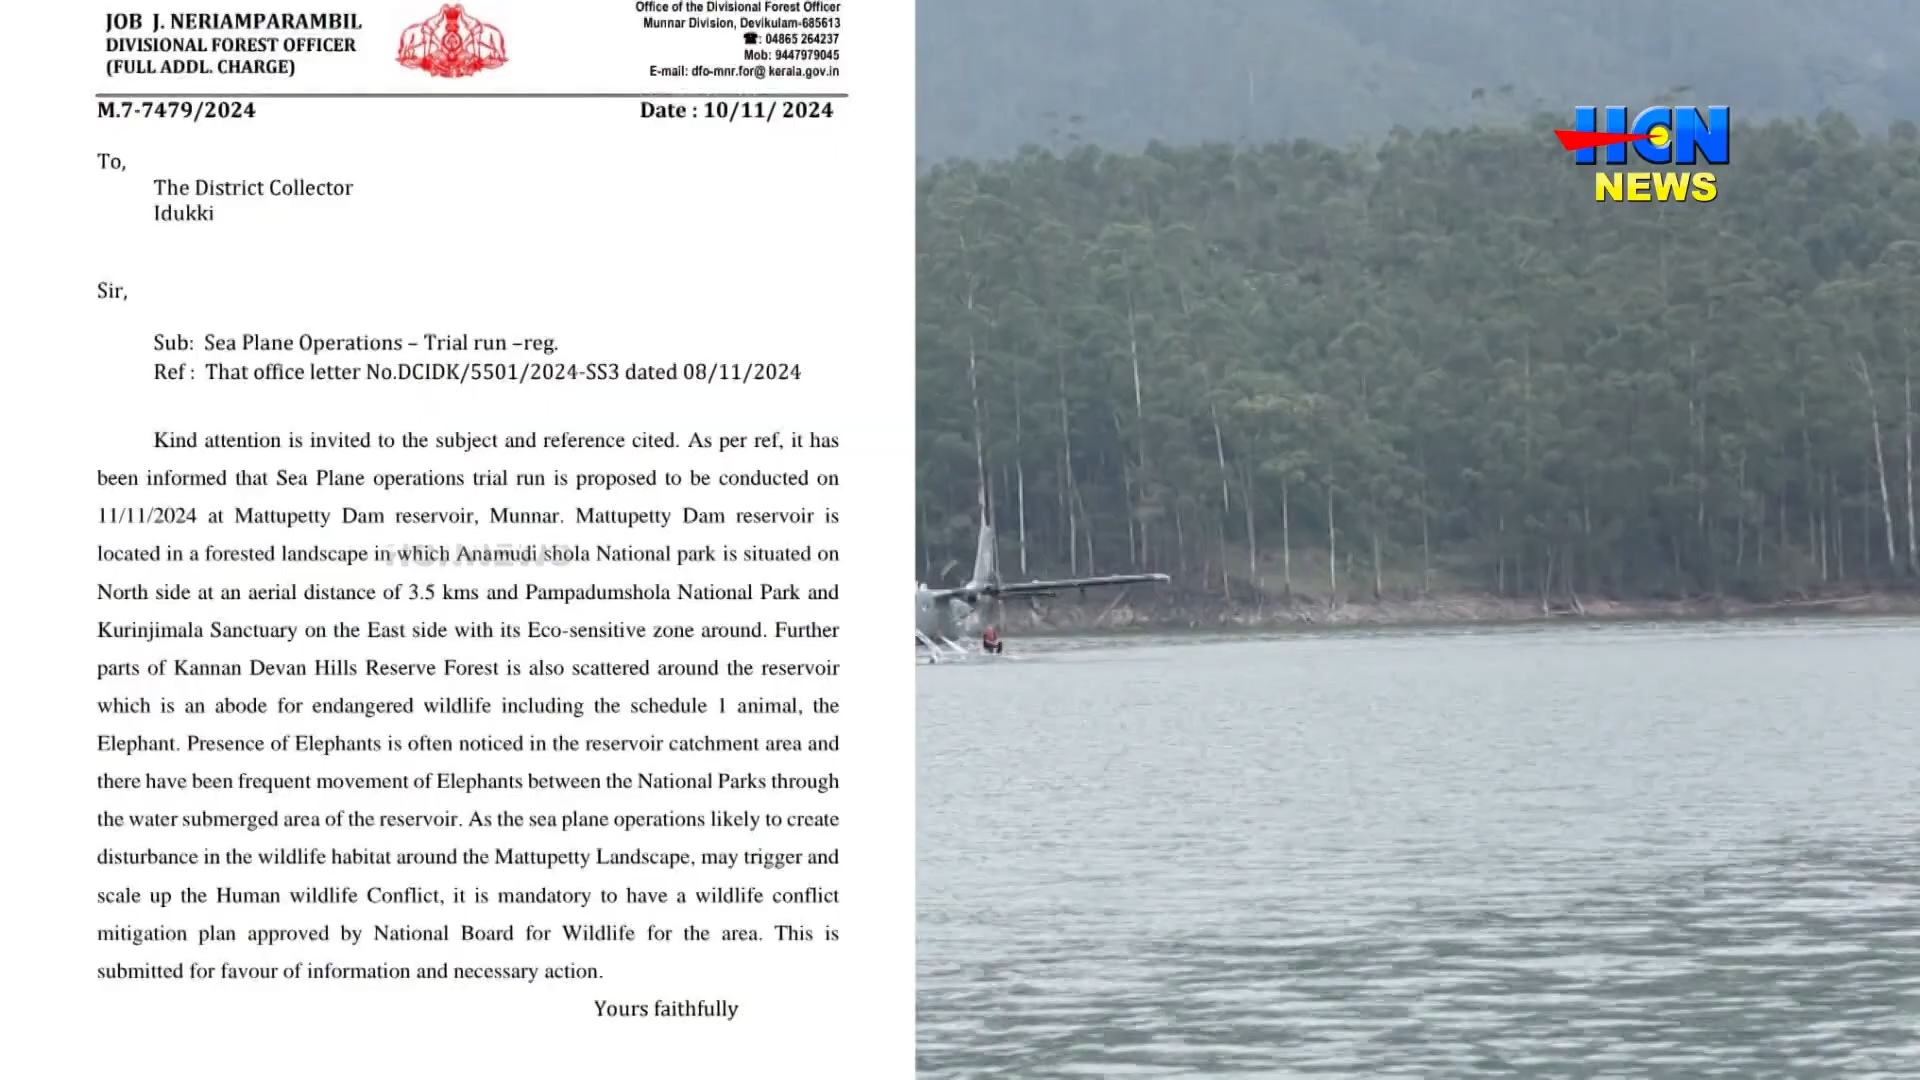 JOB J. NERIAMPARAMBIL
DIVISIONAL FOREST OFFICER
(FULL ADDL. CHARGE)
Office of the Divisional Forest Officer
Munnar Division, Devikulam-685613
☎: 04865 264237
Mob: 9447979045
E-mail: dfo-mnr.for@ kerala.gov.in
M.7-7479/2024
Date : 10/11/ 2024
To,
The District Collector
Idukki
Sir,
Sub: Sea Plane Operations – Trial run –reg.
Ref : That office letter No.DCIDK/5501/2024-SS3 dated 08/11/2024
Kind attention is invited to the subject and reference cited. As per ref, it has
been informed that Sea Plane operations trial run is proposed to be conducted on
11/11/2024 at Mattupetty Dam reservoir, Munnar. Mattupetty Dam reservoir is
located in a forested landscape in which Anamudi shola National park is situated on
North side at an aerial distance of 3.5 kms and Pampadumshola National Park and
Kurinjimala Sanctuary on the East side with its Eco-sensitive zone around. Further
parts of Kannan Devan Hills Reserve Forest is also scattered around the reservoir
which is an abode for endangered wildlife including the schedule 1 animal, the
Elephant. Presence of Elephants is often noticed in the reservoir catchment area and
there have been frequent movement of Elephants between the National Parks through
the water submerged area of the reservoir. As the sea plane operations likely to create
disturbance in the wildlife habitat around the Mattupetty Landscape, may trigger and
scale up the Human wildlife Conflict, it is mandatory to have a wildlife conflict
mitigation plan approved by National Board for Wildlife for the area. This is
submitted for favour of information and necessary action.
Yours faithfully
HCN NEWS
HCN
NEWS